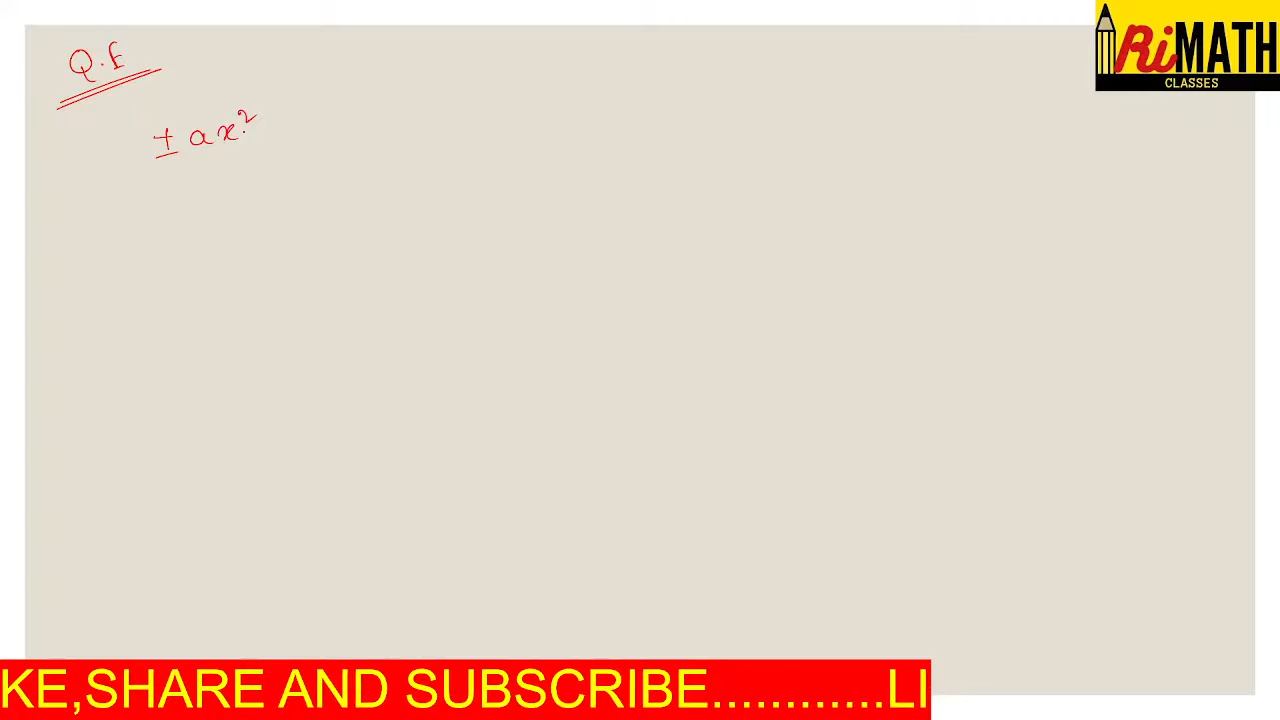 Q.E
± ax²
RiMATH
CLASSES
KE,SHARE AND SUBSCRIBE............LI